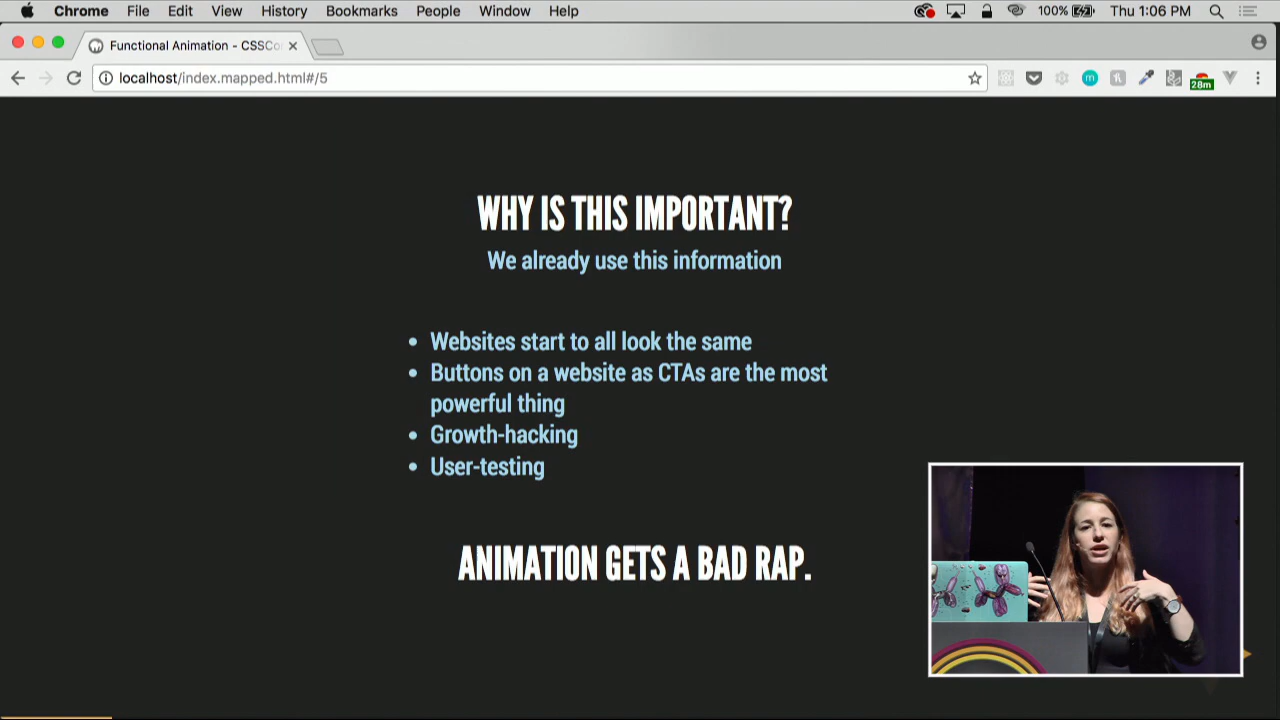 Chrome File Edit View History Bookmarks People Window Help 100% Thu 1:06 PM
Functional Animation - CSSCo
localhost/index.mapped.html#/5
28m
WHY IS THIS IMPORTANT?
We already use this information
• Websites start to all look the same
• Buttons on a website as CTAs are the most
powerful thing
• Growth-hacking
• User-testing
ANIMATION GETS A BAD RAP.